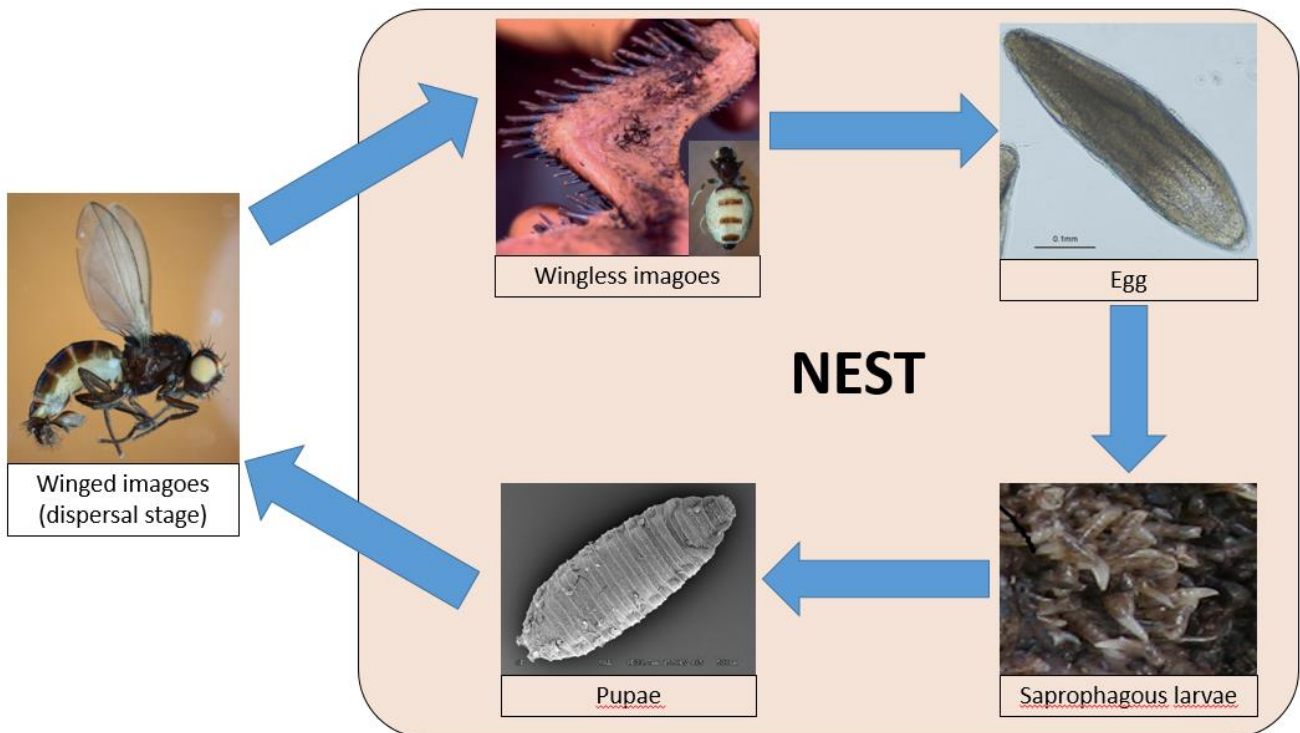 Wingless imagoes
Egg
0.1mm
NEST
Winged imagoes
(dispersal stage)
Pupae
Saprophagous larvae